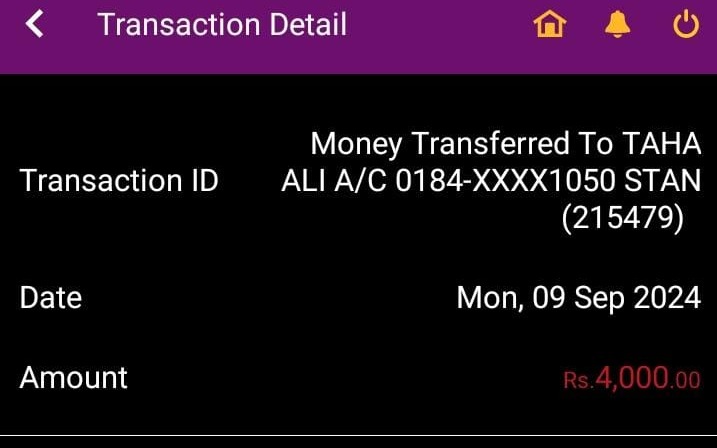 Transaction Detail
Money Transferred To TAHA
Transaction ID ALI A/C 0184-XXXX1050 STAN
(215479)
Date Mon, 09 Sep 2024
Amount Rs.4,000.00